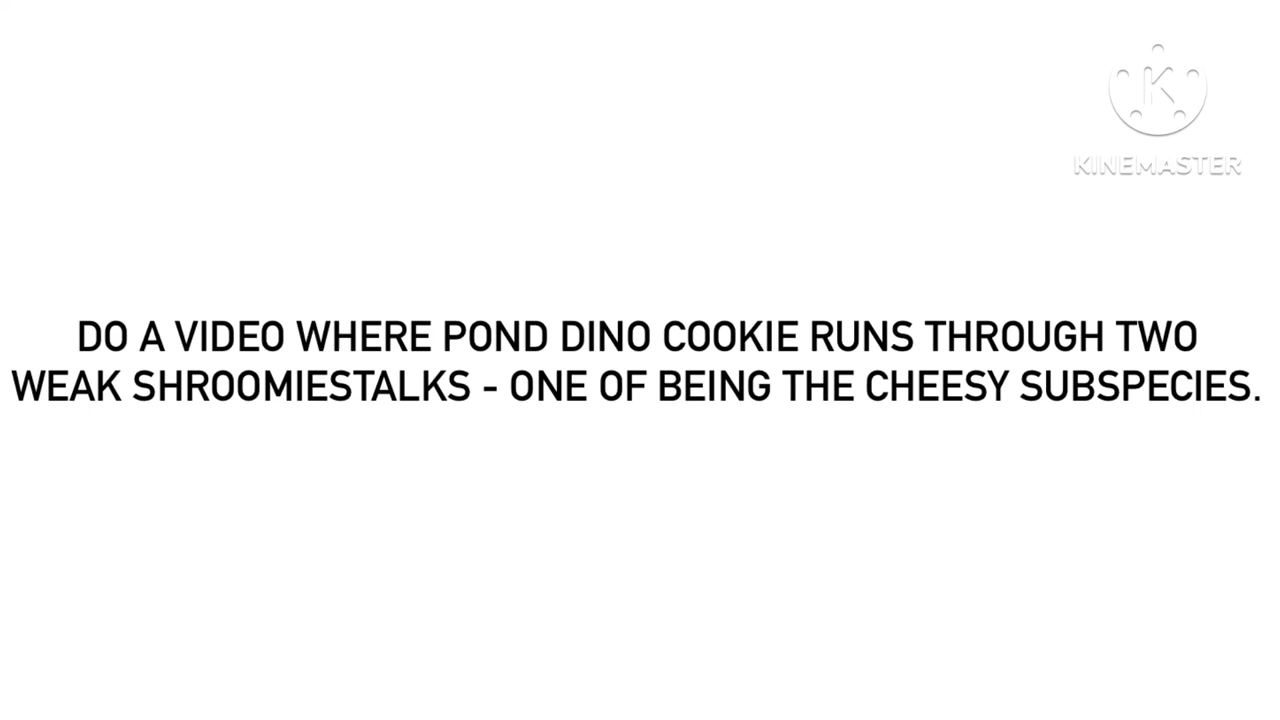 KINEMASTER
DO A VIDEO WHERE POND DINO COOKIE RUNS THROUGH TWO
WEAK SHROOMIESTALKS - ONE OF BEING THE CHEESY SUBSPECIES.